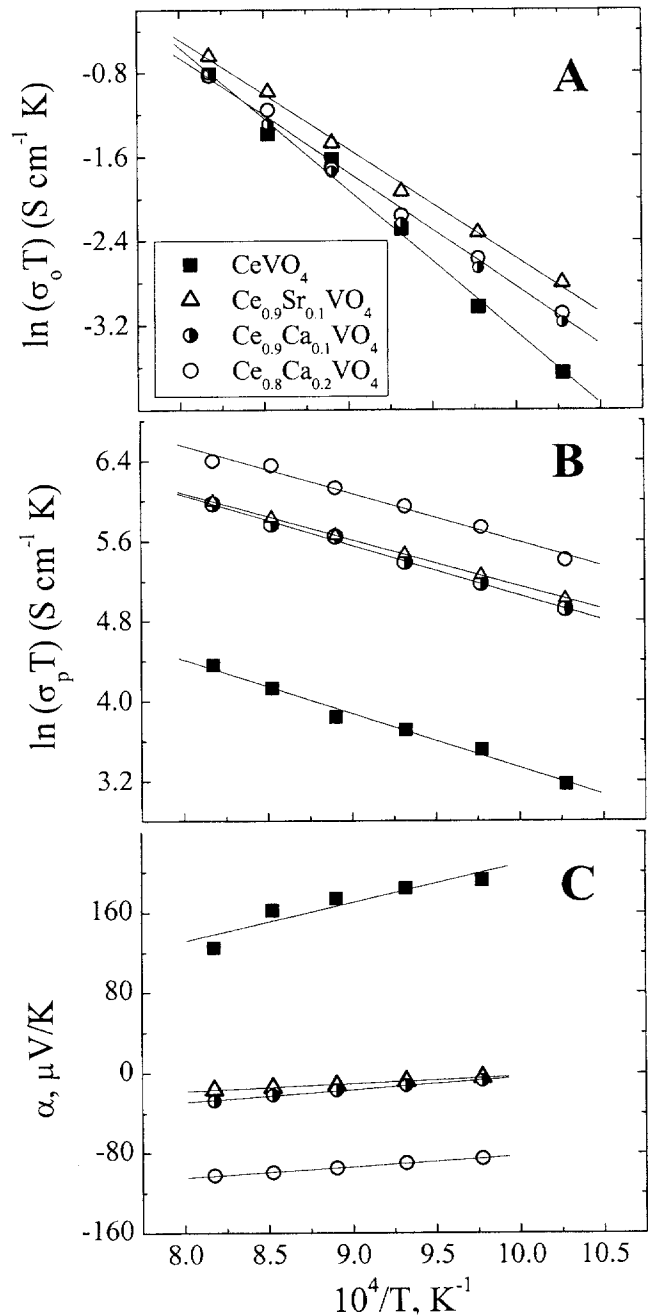 A
ln (σₒT) (S cm⁻¹ K)
-0.8
-1.6
-2.4
-3.2
CeVO₄
Ce₀.₉Sr₀.₁VO₄
Ce₀.₉Ca₀.₁VO₄
Ce₀.₈Ca₀.₂VO₄
B
ln (σₚT) (S cm⁻¹ K)
6.4
5.6
4.8
4.0
3.2
C
α, μV/K
160
80
0
-80
-160
8.0 8.5 9.0 9.5 10.0 10.5
10⁴/T, K⁻¹